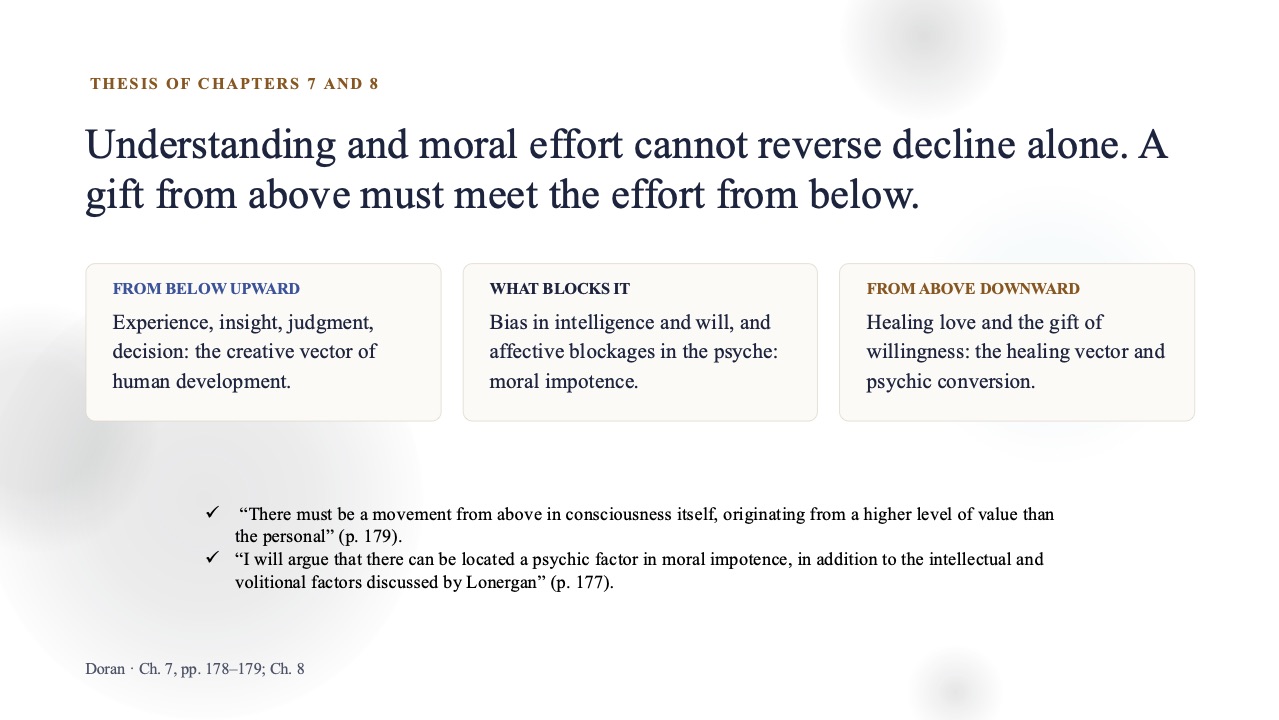 THESIS OF CHAPTERS 7 AND 8
Understanding and moral effort cannot reverse decline alone. A
gift from above must meet the effort from below.
FROM BELOW UPWARD
Experience, insight, judgment,
decision: the creative vector of
human development.
WHAT BLOCKS IT
Bias in intelligence and will, and
affective blockages in the psyche:
moral impotence.
FROM ABOVE DOWNWARD
Healing love and the gift of
willingness: the healing vector and
psychic conversion.
✓ “There must be a movement from above in consciousness itself, originating from a higher level of value than
the personal” (p. 179).
✓ “I will argue that there can be located a psychic factor in moral impotence, in addition to the intellectual and
volitional factors discussed by Lonergan” (p. 177).
Doran · Ch. 7, pp. 178–179; Ch. 8